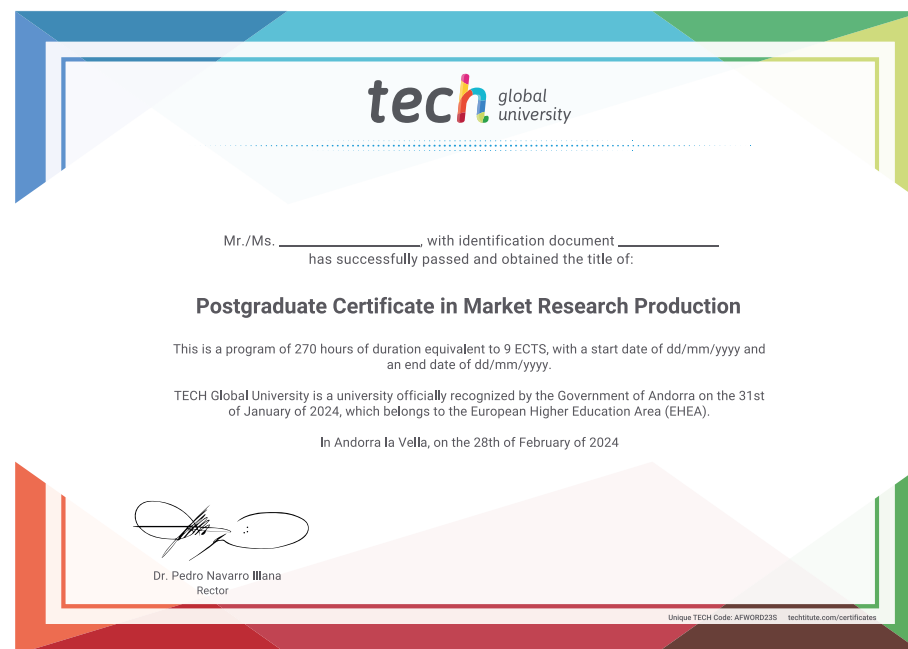 tech global university
Mr./Ms. ____________________, with identification document ______________
has successfully passed and obtained the title of:
Postgraduate Certificate in Market Research Production
This is a program of 270 hours of duration equivalent to 9 ECTS, with a start date of dd/mm/yyyy and
an end date of dd/mm/yyyy.
TECH Global University is a university officially recognized by the Government of Andorra on the 31st
of January of 2024, which belongs to the European Higher Education Area (EHEA).
In Andorra la Vella, on the 28th of February of 2024
Dr. Pedro Navarro Illana
Rector
Unique TECH Code: AFWORD23S techtitute.com/certificates